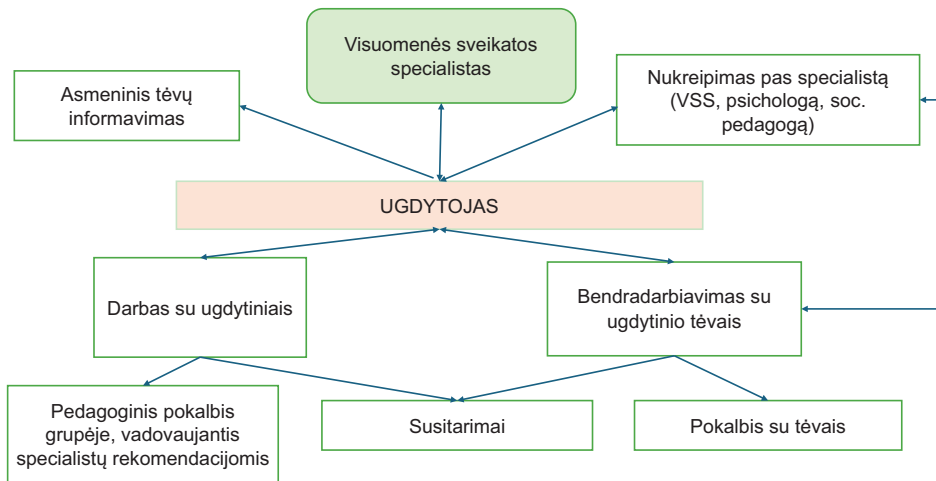 Visuomenės sveikatos
specialistas
Asmeninis tėvų
informavimas
Nukreipimas pas specialistą
(VSS, psichologą, soc.
pedagogą)
UGDYTOJAS
Darbas su ugdytiniais
Bendradarbiavimas su
ugdytinio tėvais
Pedagoginis pokalbis
grupėje, vadovaujantis
specialistų rekomendacijomis
Susitarimai
Pokalbis su tėvais